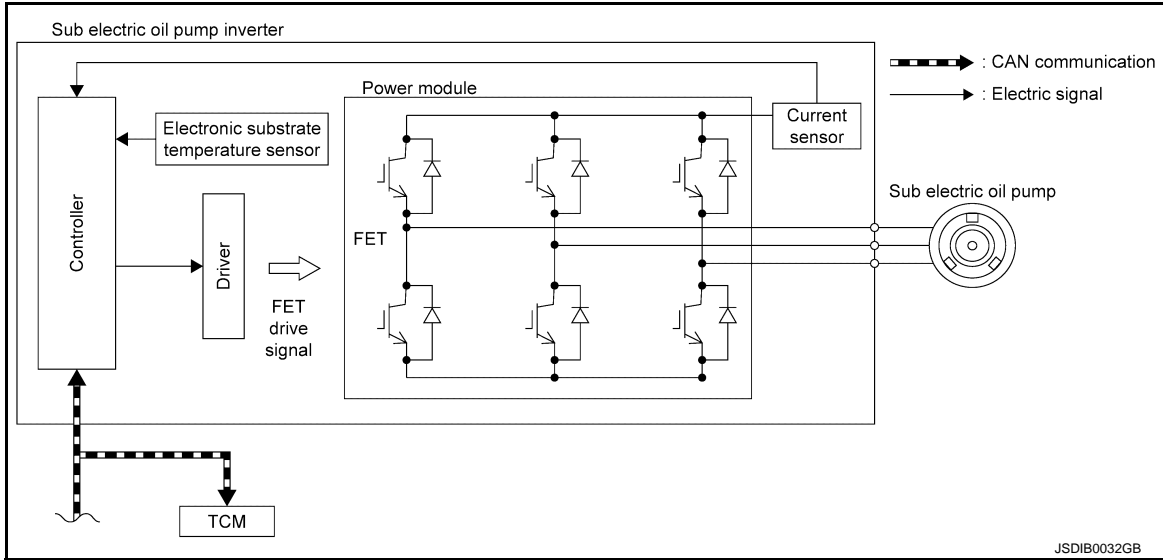 Sub electric oil pump inverter
: CAN communication
: Electric signal
Power module
Current
sensor
Electronic substrate
temperature sensor
Controller
Driver
FET
FET
drive
signal
Sub electric oil pump
TCM
JSDIB0032GB